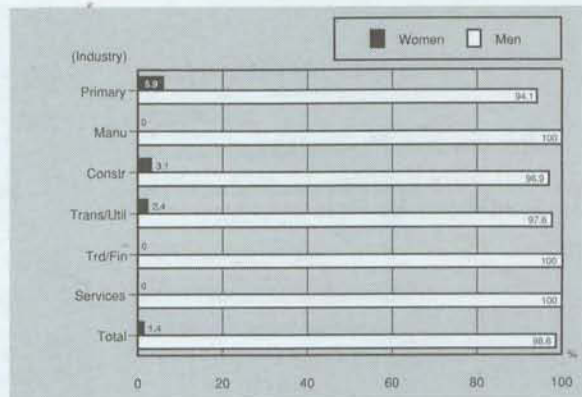 Women Men
(Industry)
Primary 5.9
94.1
Manu 0
100
Constr 3.1
96.9
Trans/Util 2.4
97.6
Trd/Fin 0
100
Services 0
100
Total 1.4
98.6
%
0 20 40 60 80 100